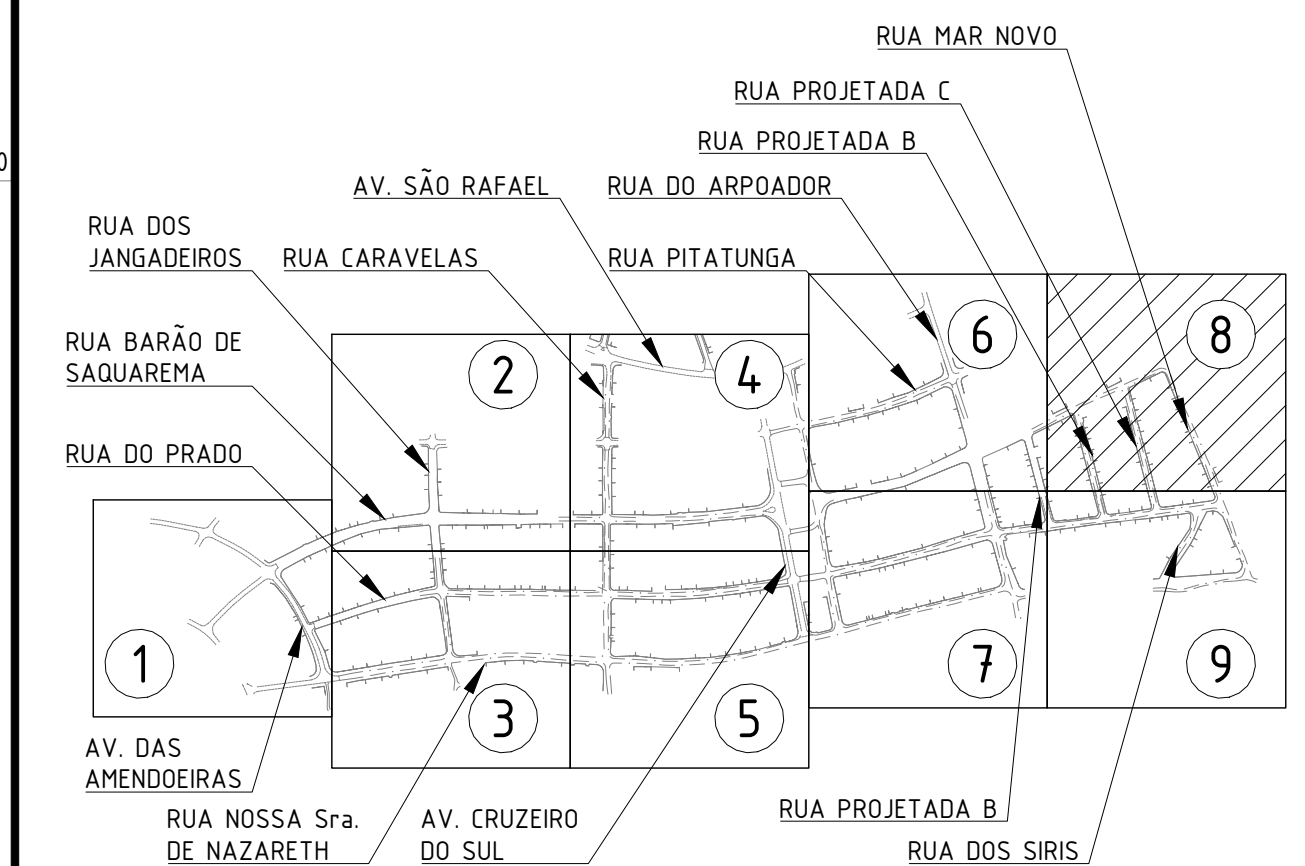 RUA MAR NOVO
RUA PROJETADA C
RUA PROJETADA B
0
AV. SÃO RAFAEL
RUA DO ARPOADOR
RUA DOS
JANGADEIROS
RUA CARAVELAS
RUA PITATUNGA
RUA BARÃO DE
SAQUAREMA
2
4
6
8
RUA DO PRADO
1
3
5
7
9
AV. DAS
AMENDOEIRAS
RUA NOSSA Sra.
DE NAZARETH
AV. CRUZEIRO
DO SUL
RUA PROJETADA B
RUA DOS SIRIS